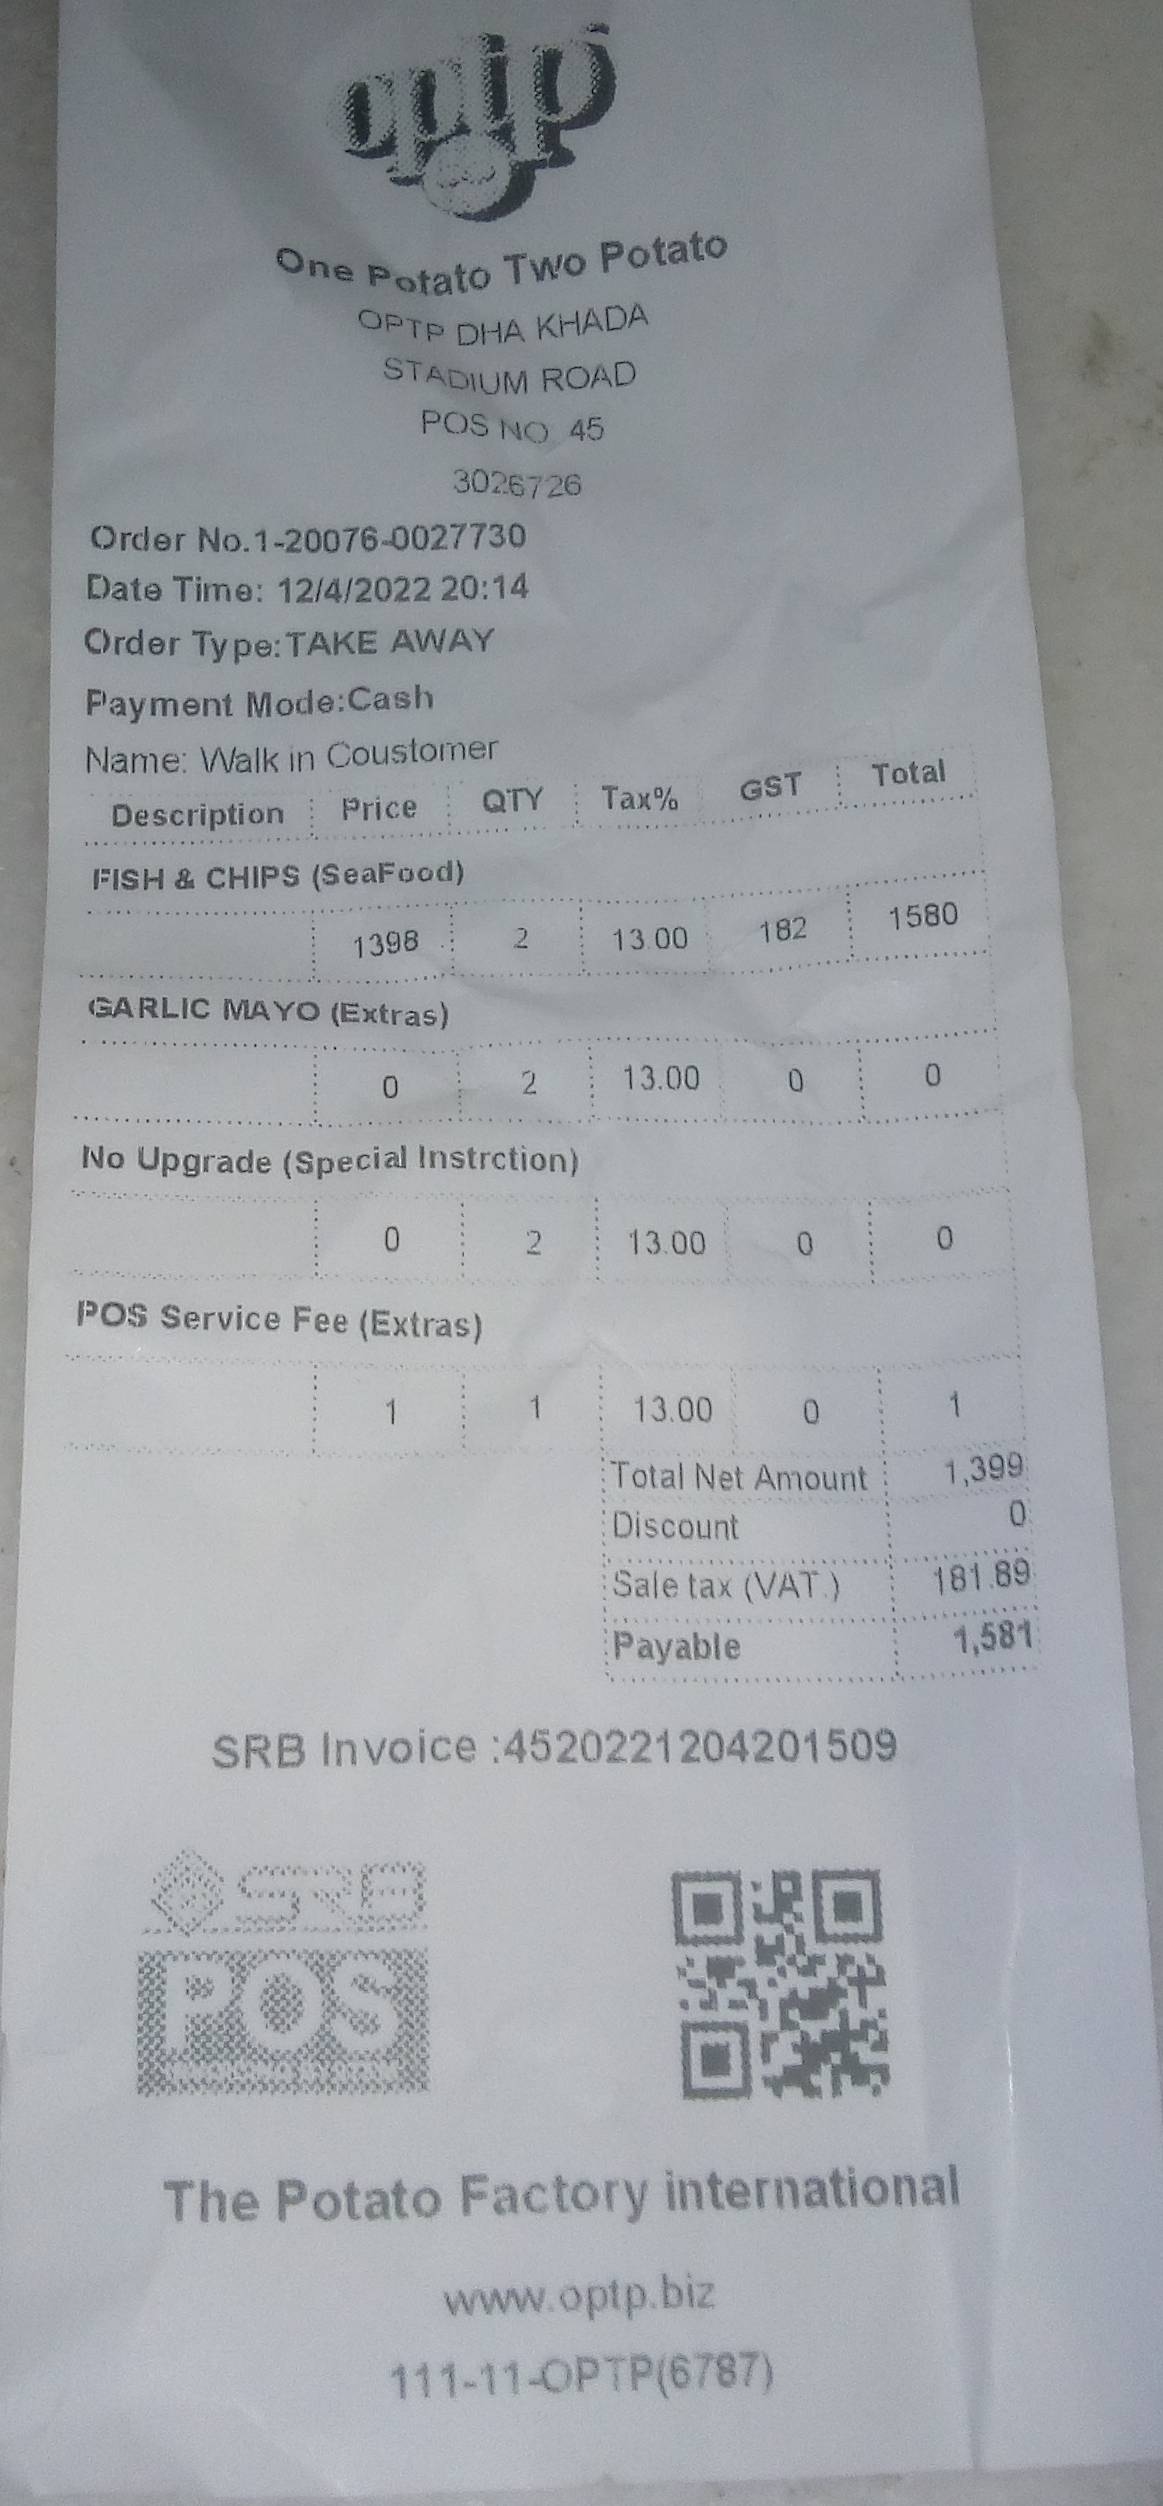 optp
One Potato Two Potato
OPTP DHA KHADA
STADIUM ROAD
POS NO 45
3026726
Order No.1-20076-0027730
Date Time: 12/4/2022 20:14
Order Type:TAKE AWAY
Payment Mode:Cash
Name: Walk in Coustomer
Description Price QTY Tax% GST Total
FISH & CHIPS (SeaFood)
1398 2 13.00 182 1580
GARLIC MAYO (Extras)
0 2 13.00 0 0
No Upgrade (Special Instrction)
0 2 13.00 0 0
POS Service Fee (Extras)
1 1 13.00 0 1
Total Net Amount 1,399
Discount 0
Sale tax (VAT.) 181.89
Payable 1,581
SRB Invoice :4520221204201509
SRB
POS
The Potato Factory international
www.optp.biz
111-11-OPTP(6787)